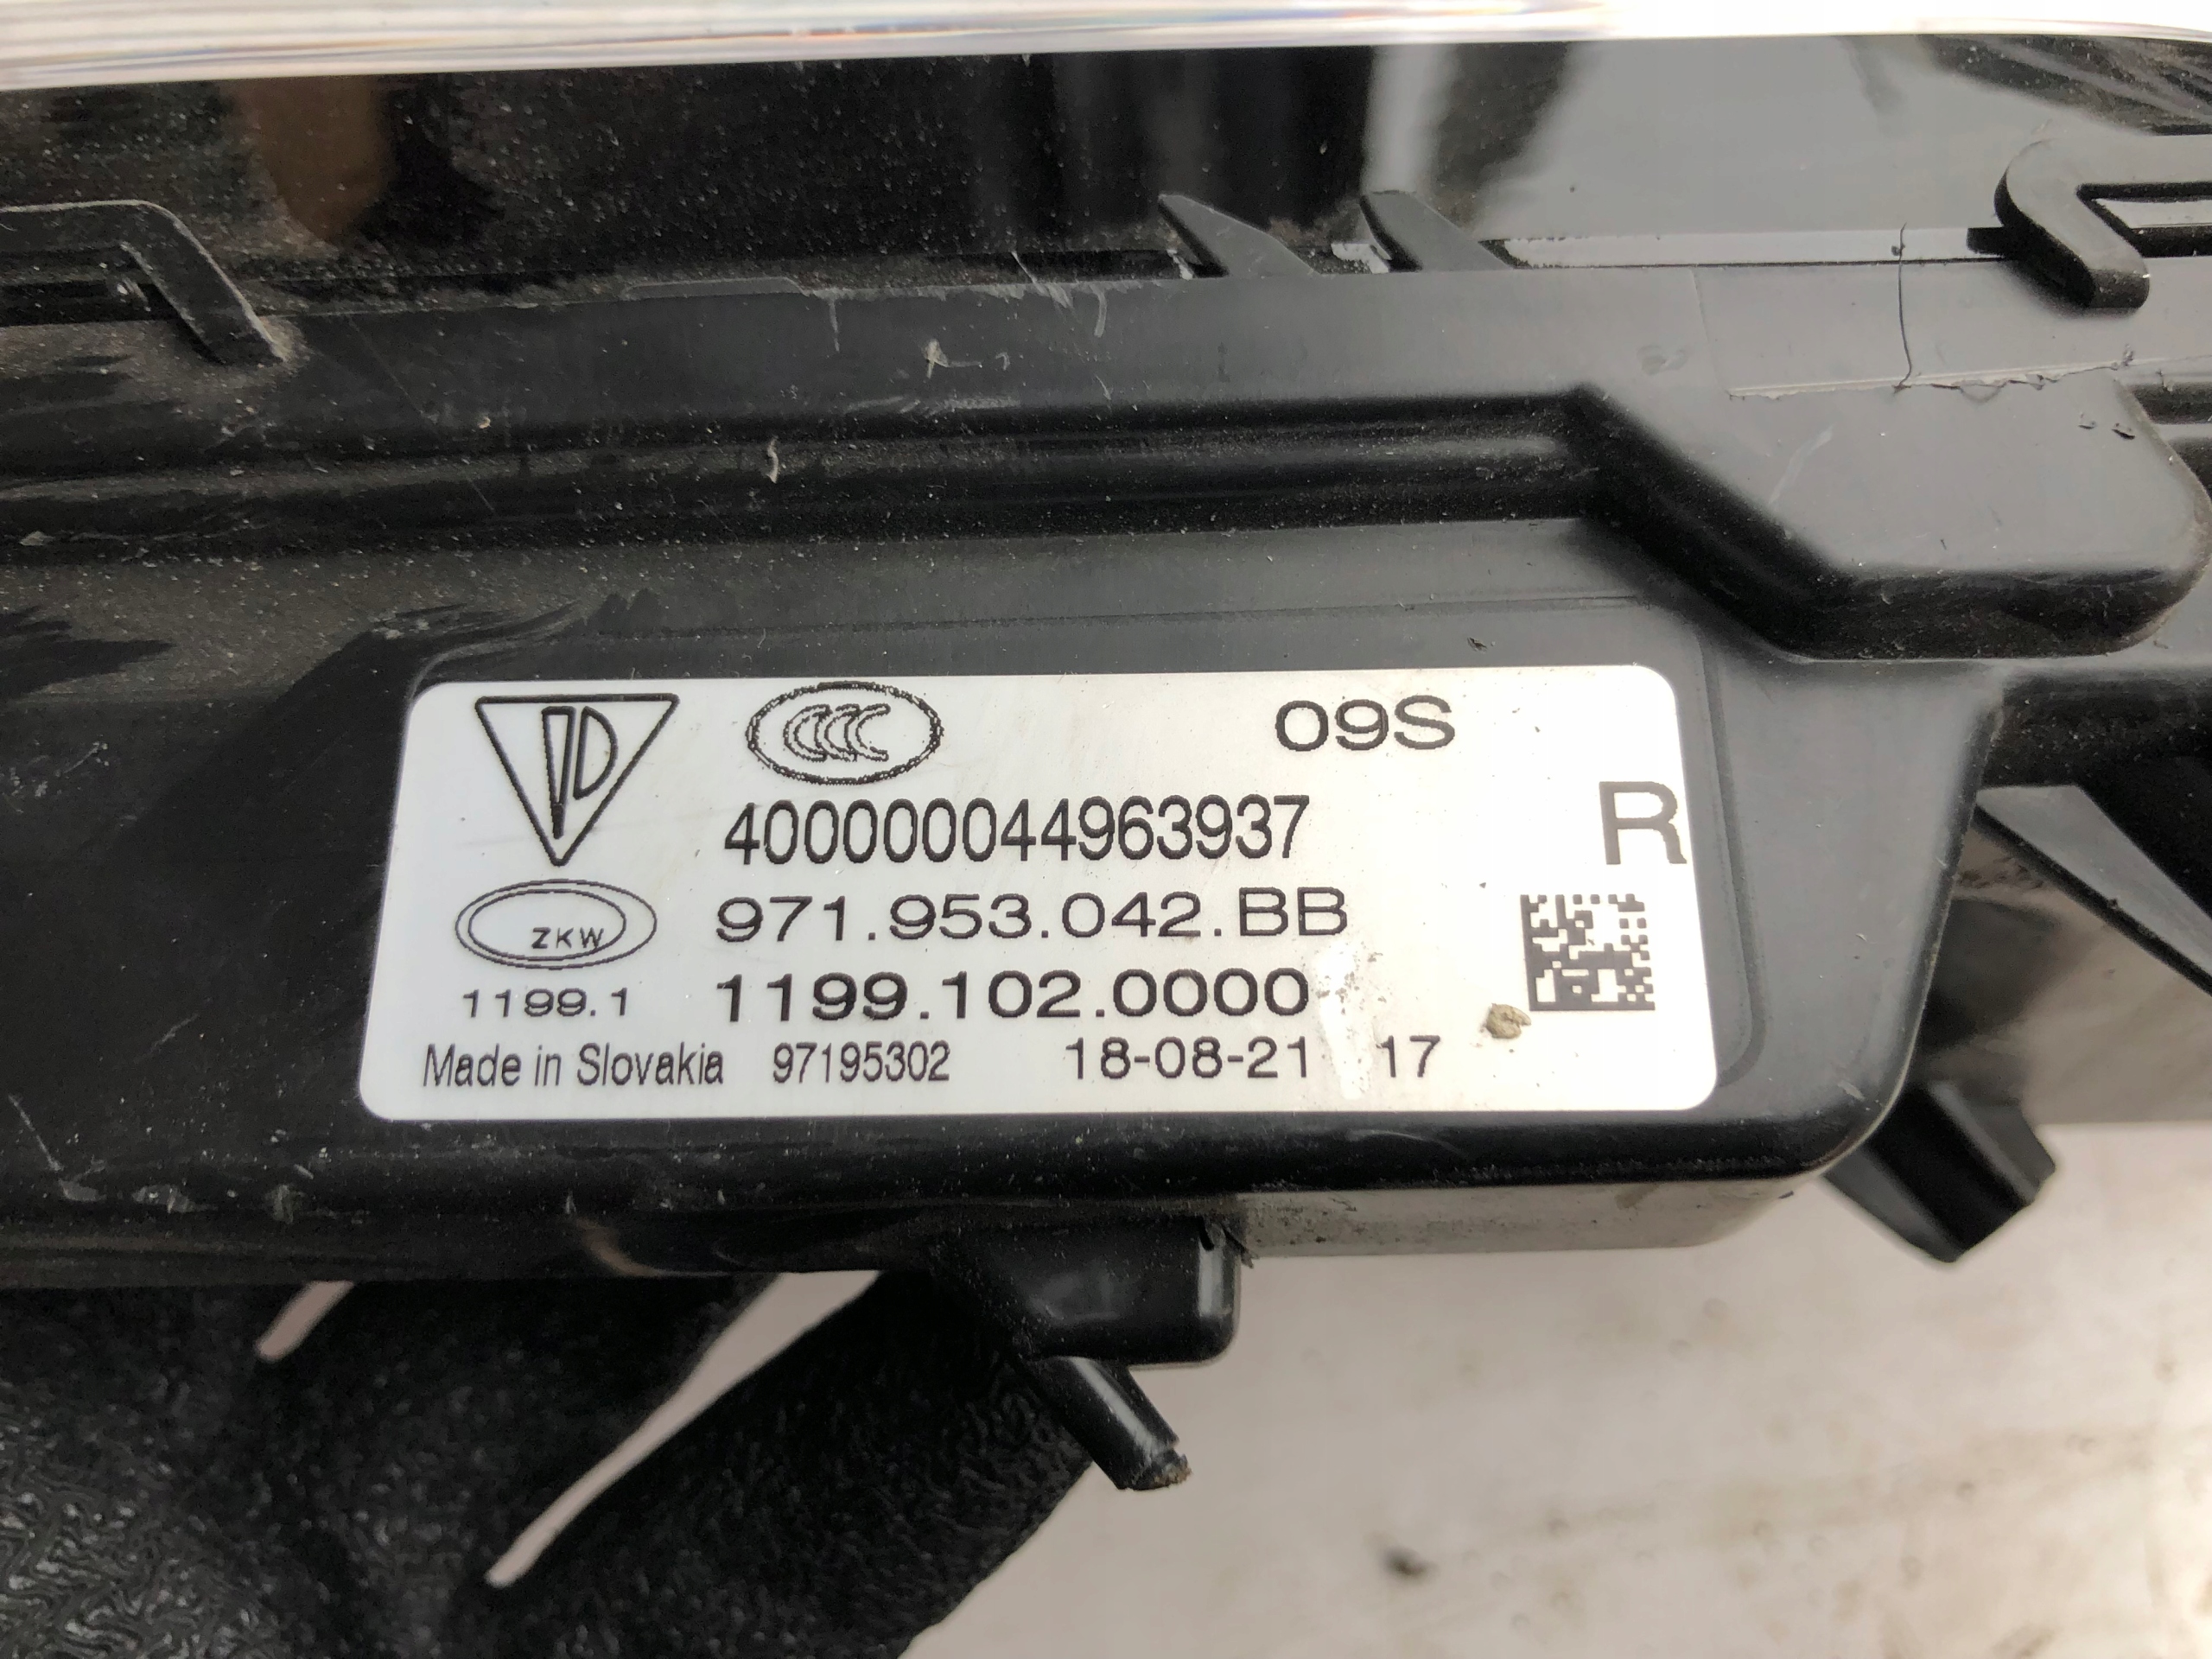 CCC 09S
400000044963937 R
971.953.042.BB
ZKW
1199.1 1199.102.0000
Made in Slovakia 97195302 18-08-21 17